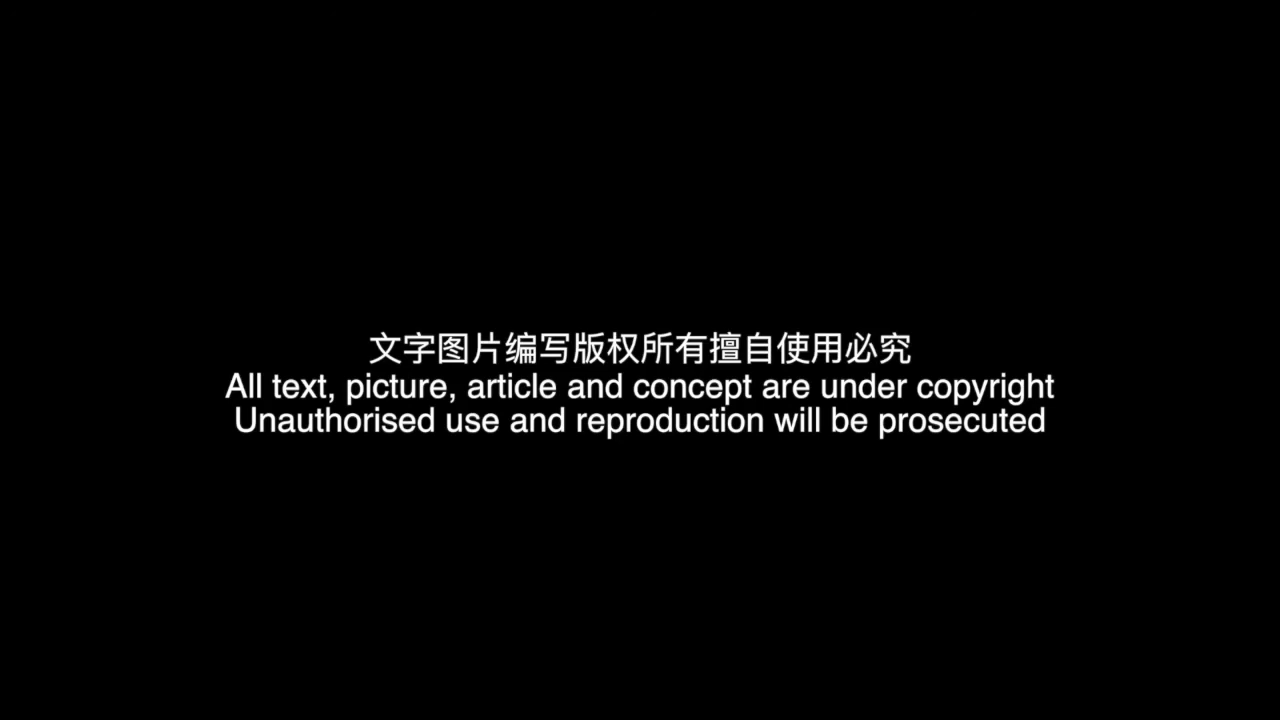 文字图片编写版权所有擅自使用必究
All text, picture, article and concept are under copyright
Unauthorised use and reproduction will be prosecuted